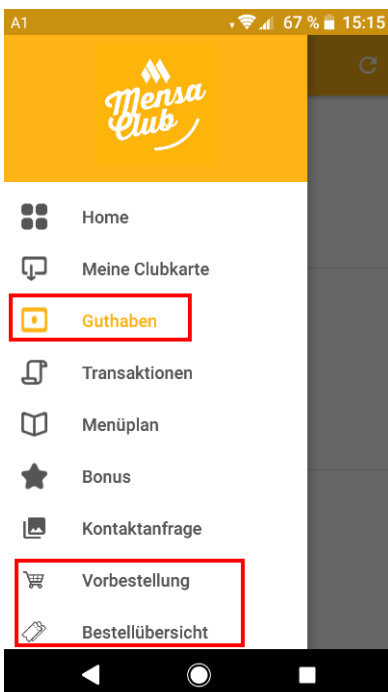 A1 67 % 15:15
Mensa
Club
Home
Meine Clubkarte
Guthaben
Transaktionen
Menüplan
Bonus
Kontaktanfrage
Vorbestellung
Bestellübersicht